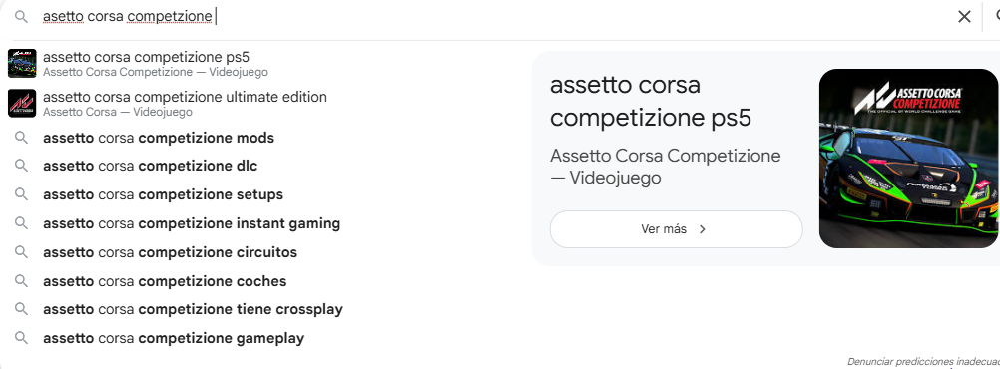 asetto corsa competzione
assetto corsa competizione ps5
Assetto Corsa Competizione — Videojuego
assetto corsa competizione ultimate edition
Assetto Corsa — Videojuego
assetto corsa competizione mods
assetto corsa competizione dlc
assetto corsa competizione setups
assetto corsa competizione instant gaming
assetto corsa competizione circuitos
assetto corsa competizione coches
assetto corsa competizione tiene crossplay
assetto corsa competizione gameplay
assetto corsa
competizione ps5
Assetto Corsa Competizione
— Videojuego
Ver más
ASSETTO CORSA
COMPETIZIONE
THE OFFICIAL GT WORLD CHALLENGE GAME
Denunciar predicciones inadecuad